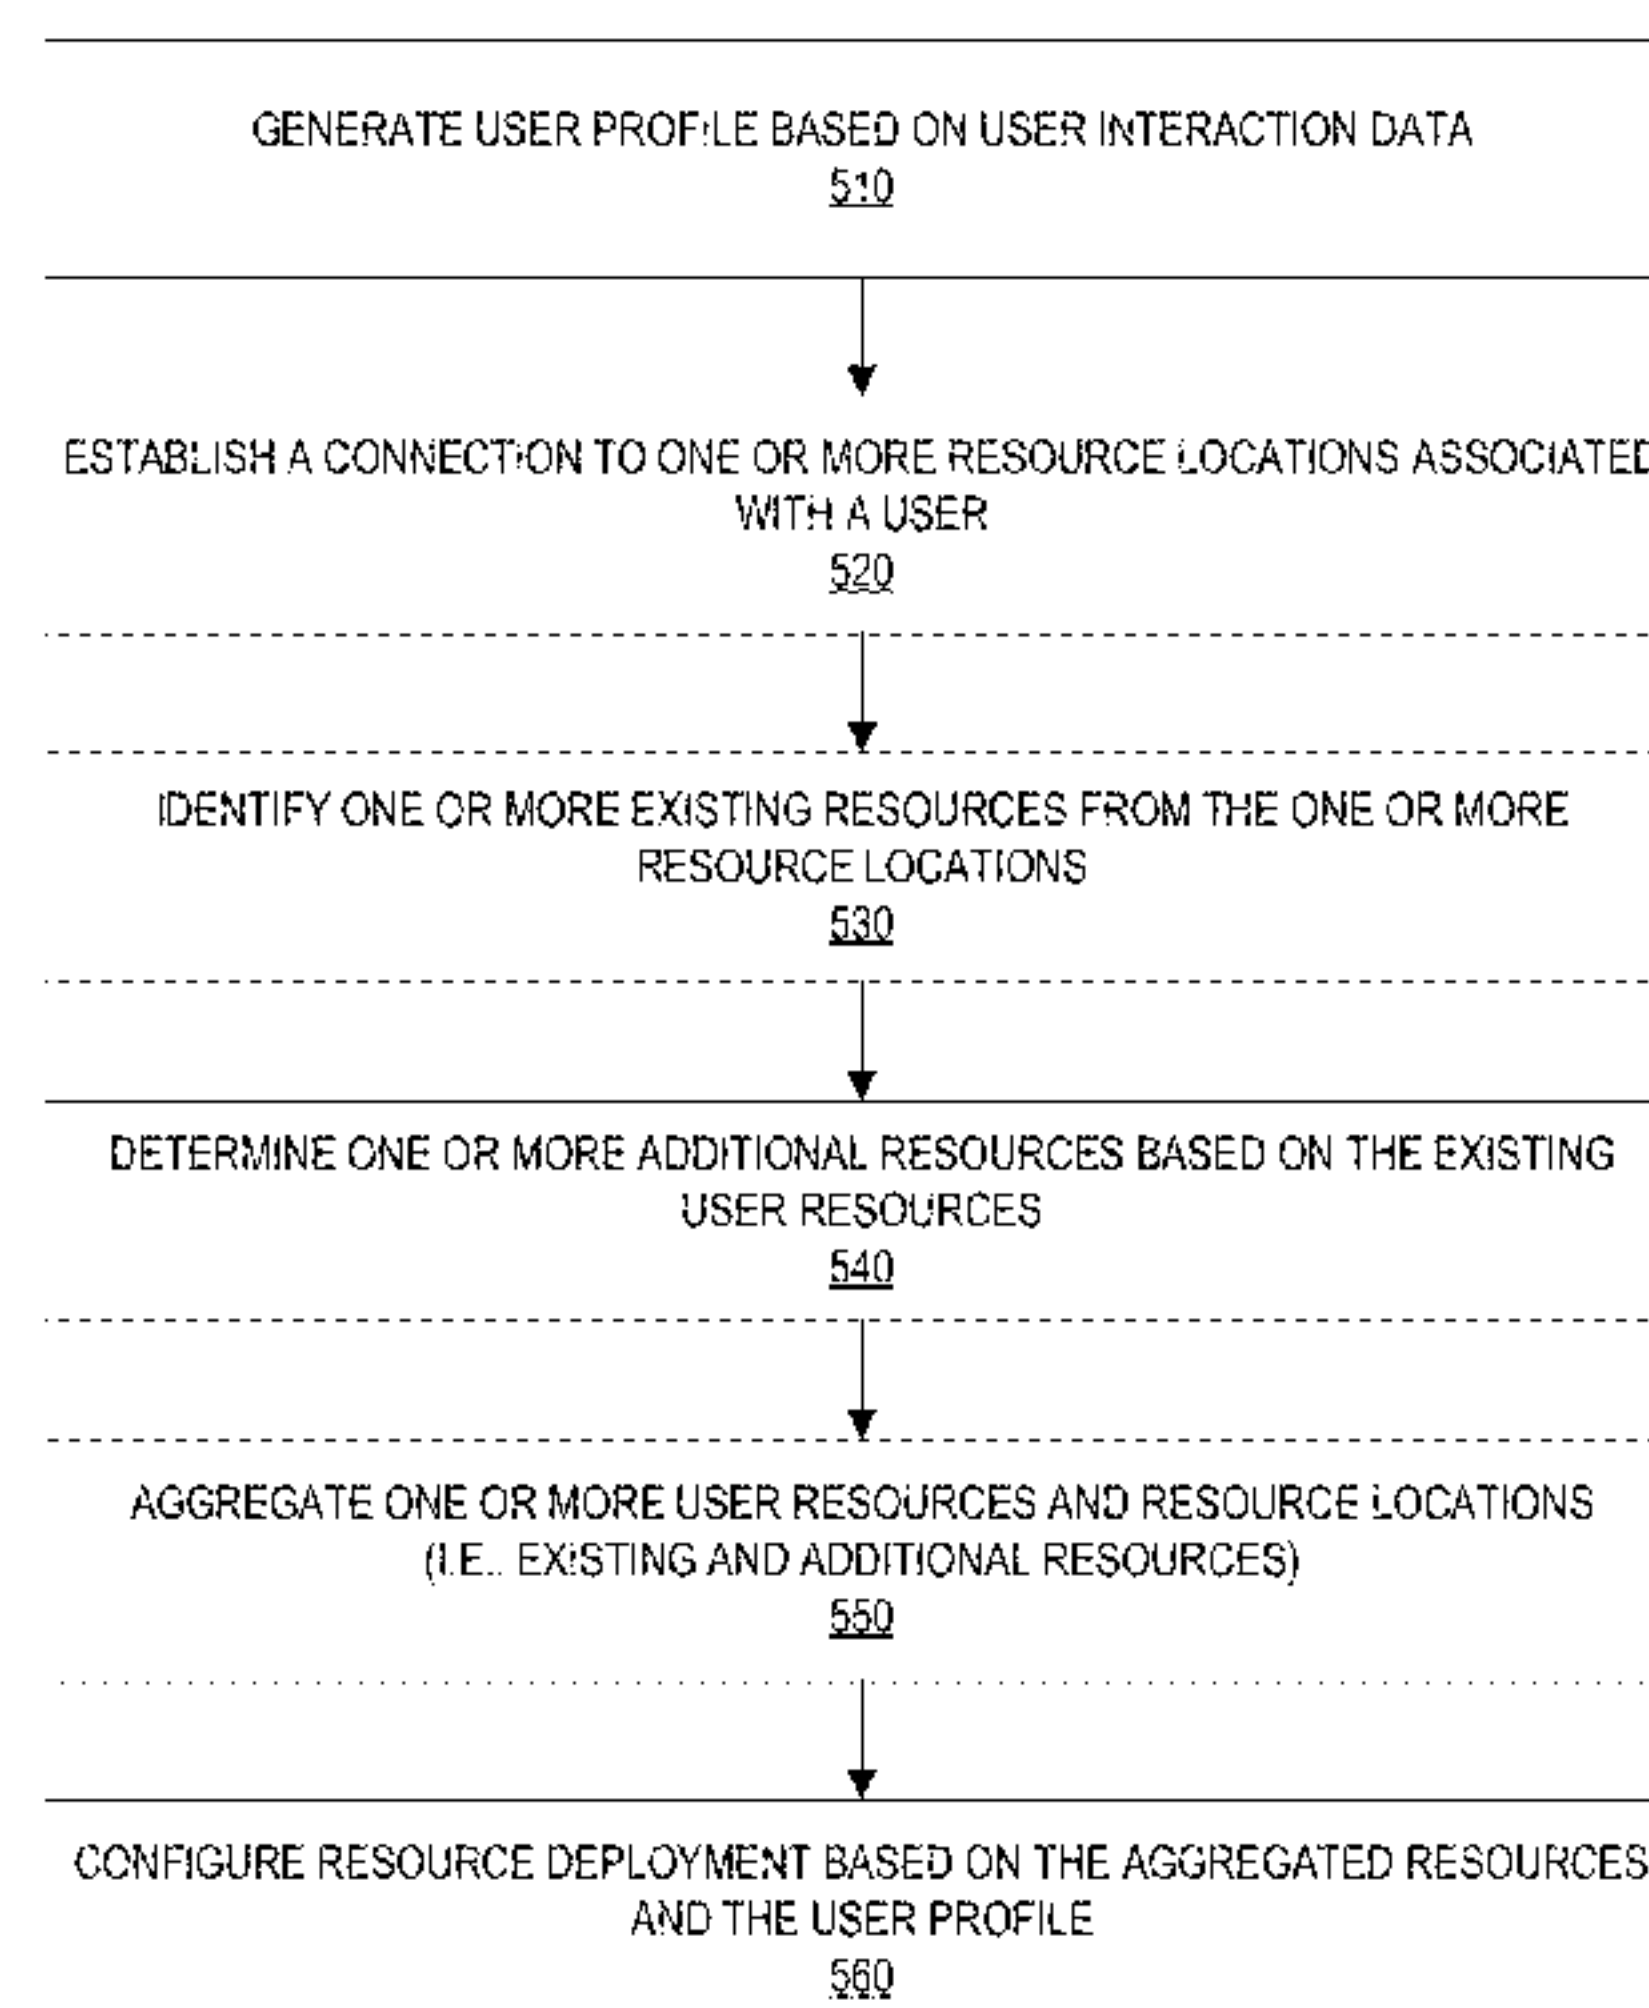 GENERATE USER PROFILE BASED ON USER INTERACTION DATA
510
ESTABLISH A CONNECTION TO ONE OR MORE RESOURCE LOCATIONS ASSOCIATED
WITH A USER
520
IDENTIFY ONE OR MORE EXISTING RESOURCES FROM THE ONE OR MORE
RESOURCE LOCATIONS
530
DETERMINE ONE OR MORE ADDITIONAL RESOURCES BASED ON THE EXISTING
USER RESOURCES
540
AGGREGATE ONE OR MORE USER RESOURCES AND RESOURCE LOCATIONS
(I.E., EXISTING AND ADDITIONAL RESOURCES)
550
CONFIGURE RESOURCE DEPLOYMENT BASED ON THE AGGREGATED RESOURCES
AND THE USER PROFILE
560